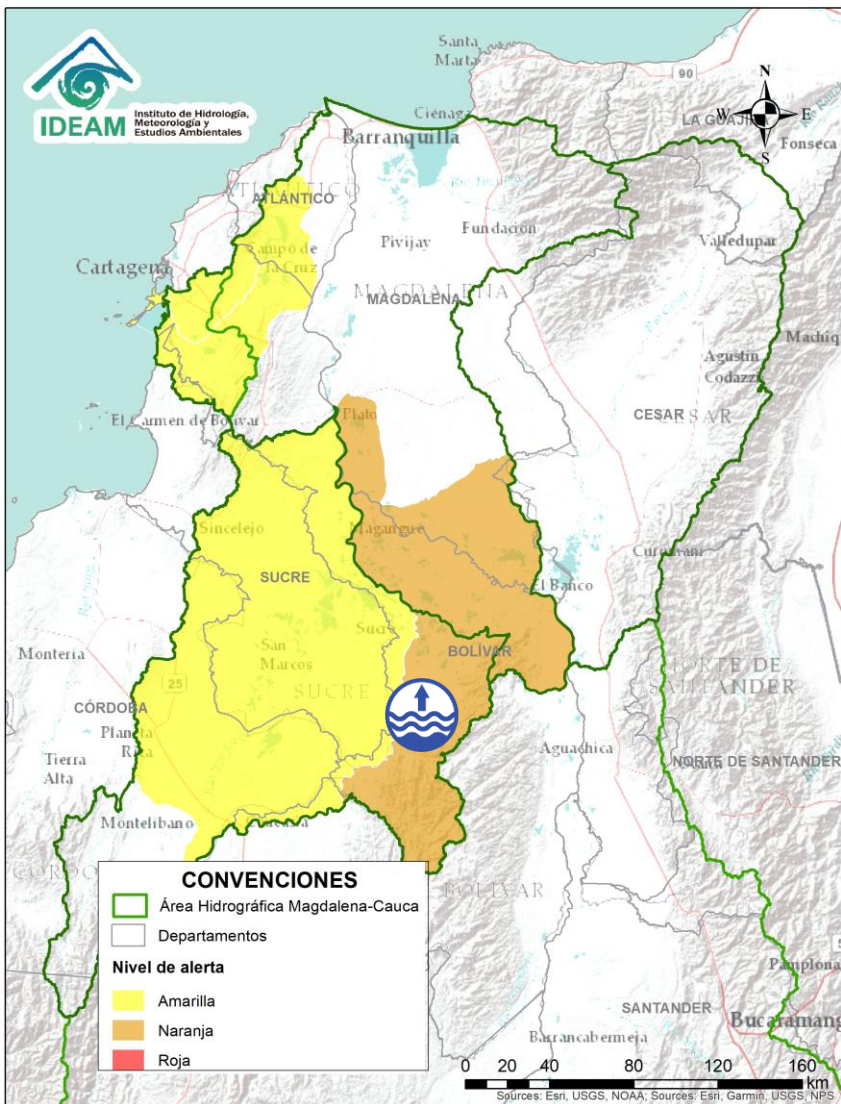 IDEAM
Instituto de Hidrología,
Meteorología y
Estudios Ambientales
Santa
Marta
90
N
W
E
S
LA GUAJIRA
Ciénaga
Barranquilla
Fonseca
ATLÁNTICO
Fundación
Valledupar
Pivijay
Campo de
la Cruz
Cartagena
MAGDALENA
MAGDALENA
Agustín
Codazzi
El Carmen de Bolívar
Plato
CESAR
CESAR
Sincelejo
Magangue
Curumaní
SUCRE
El Banco
Sucre
San
Marcos
BOLÍVAR
Montería
SUCRE
NORTE DE
SANTANDER
25
CÓRDOBA
Planeta
Rica
Aguachica
Tierra
Alta
NORTE DE SANTANDER
Montelibano
BOLÍVAR
CONVENCIONES
Área Hidrográfica Magdalena-Cauca
Departamentos
Nivel de alerta
Amarilla
Naranja
Roja
Pamplona
SANTANDER
Bucaramang
Barrancabermeja
0 20 40 80 120 160
km
Sources: Esri, USGS, NOAA; Sources: Esri, Garmin, USGS, NPS